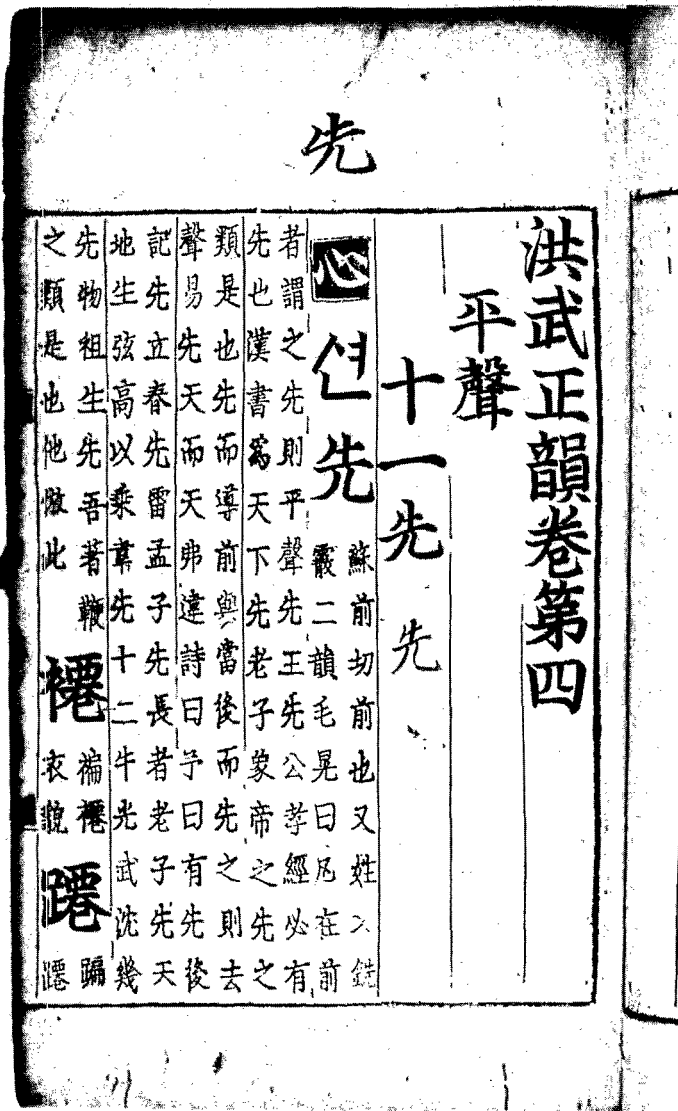 先
洪武正韻卷第四
平聲
十一先 先
心 션 先 蘇前切前也又姓入銑
霰二韻毛晃曰凡在前
者謂之先則平聲先王先公孝經必有
先也漢書爲天下先老子象帝之先之
類是也先而導前與當後而先之則去
聲易先天而天弗違詩曰予曰有先後
記先立春先雷孟子先長者老子先天
地生弦高以乘韋先十二牛光武沈幾
先物祖生先吾著鞭
之類是也他倣此
褼 褊褼
衣貌
蹮 蹁
蹮